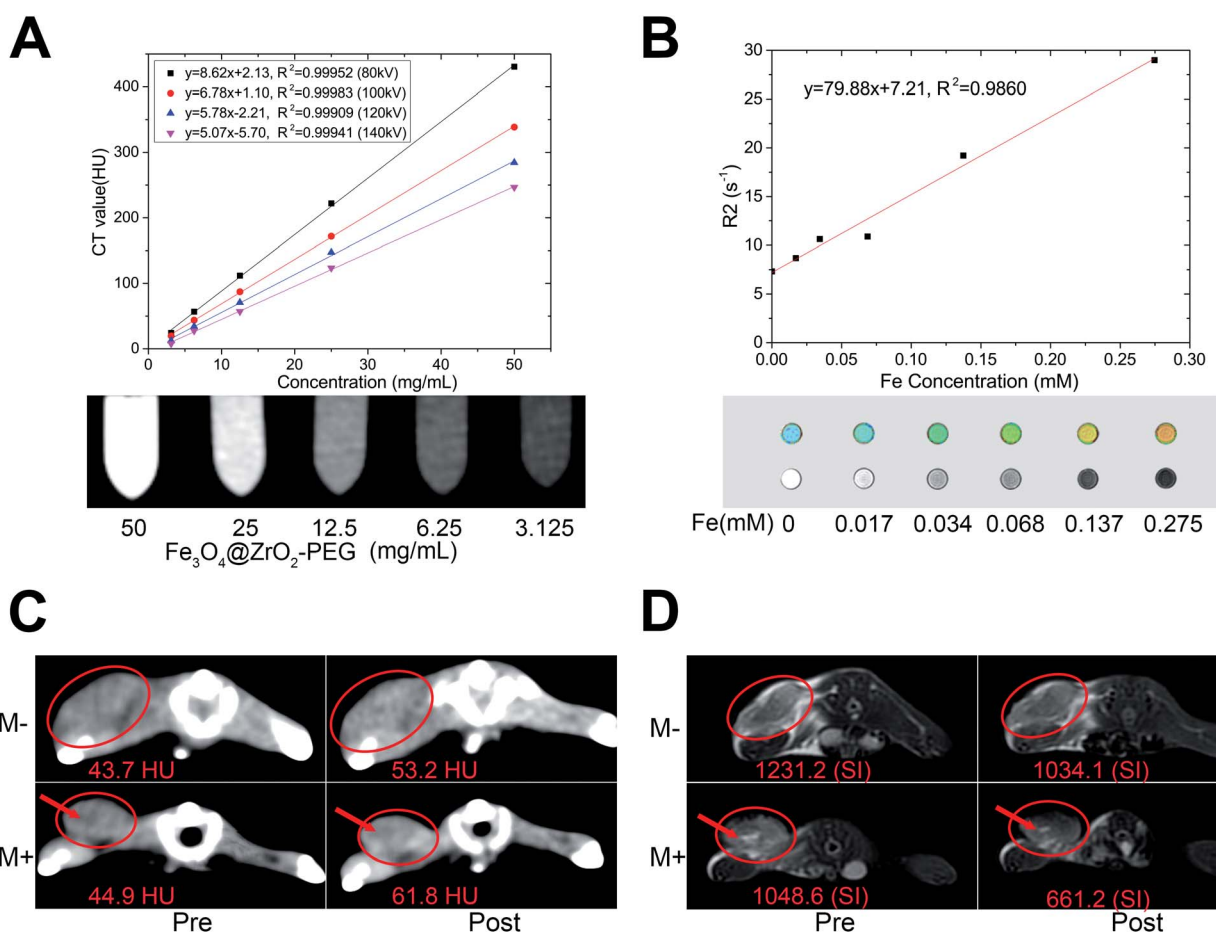 A
y=8.62x+2.13, R²=0.99952 (80kV)
y=6.78x+1.10, R²=0.99983 (100kV)
y=5.78x-2.21, R²=0.99909 (120kV)
y=5.07x-5.70, R²=0.99941 (140kV)
CT value(HU)
400
300
200
100
0
0 10 20 30 40 50
Concentration (mg/mL)
50 25 12.5 6.25 3.125
Fe₃O₄@ZrO₂-PEG (mg/mL)
B
y=79.88x+7.21, R²=0.9860
R2 (s⁻¹)
30
25
20
15
10
5
0
0.00 0.05 0.10 0.15 0.20 0.25 0.30
Fe Concentration (mM)
Fe(mM) 0 0.017 0.034 0.068 0.137 0.275
C
M-
43.7 HU 53.2 HU
M+
44.9 HU 61.8 HU
Pre Post
D
M-
1231.2 (SI) 1034.1 (SI)
M+
1048.6 (SI) 661.2 (SI)
Pre Post